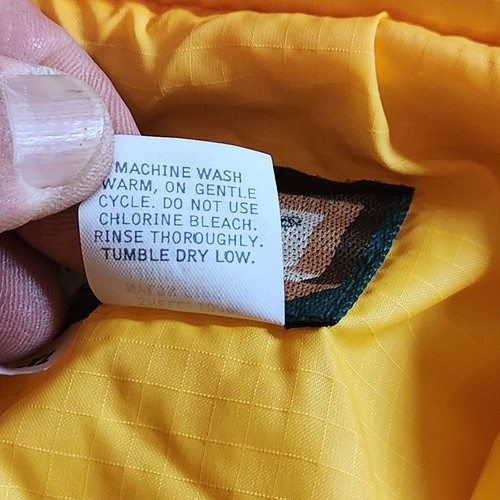 MACHINE WASH
WARM, ON GENTLE
CYCLE. DO NOT USE
CHLORINE BLEACH.
RINSE THOROUGHLY.
TUMBLE DRY LOW.